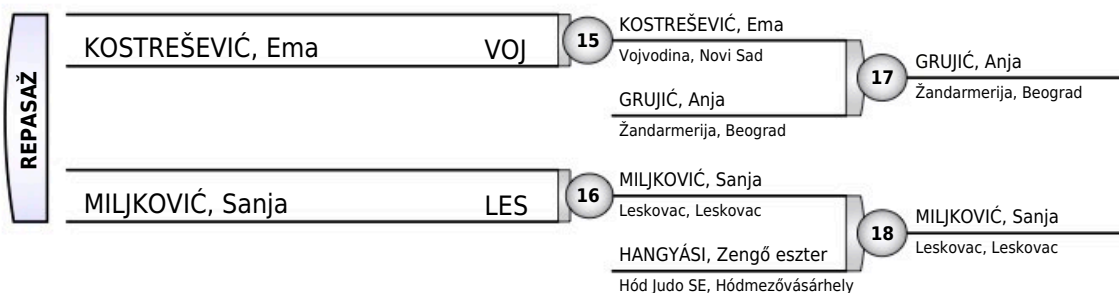 REPASAŽ
KOSTREŠEVIĆ, Ema VOJ
15
KOSTREŠEVIĆ, Ema
Vojvodina, Novi Sad
GRUJIĆ, Anja
Žandarmerija, Beograd
17
GRUJIĆ, Anja
Žandarmerija, Beograd
MILJKOVIĆ, Sanja LES
16
MILJKOVIĆ, Sanja
Leskovac, Leskovac
HANGYÁSI, Zengő eszter
Hód Judo SE, Hódmezővásárhely
18
MILJKOVIĆ, Sanja
Leskovac, Leskovac